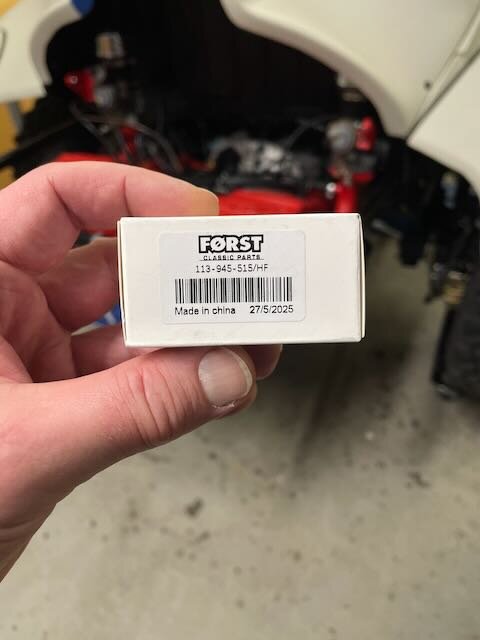 FØRST
CLASSIC PARTS
113-945-515/HF
Made in china 27/5/2025